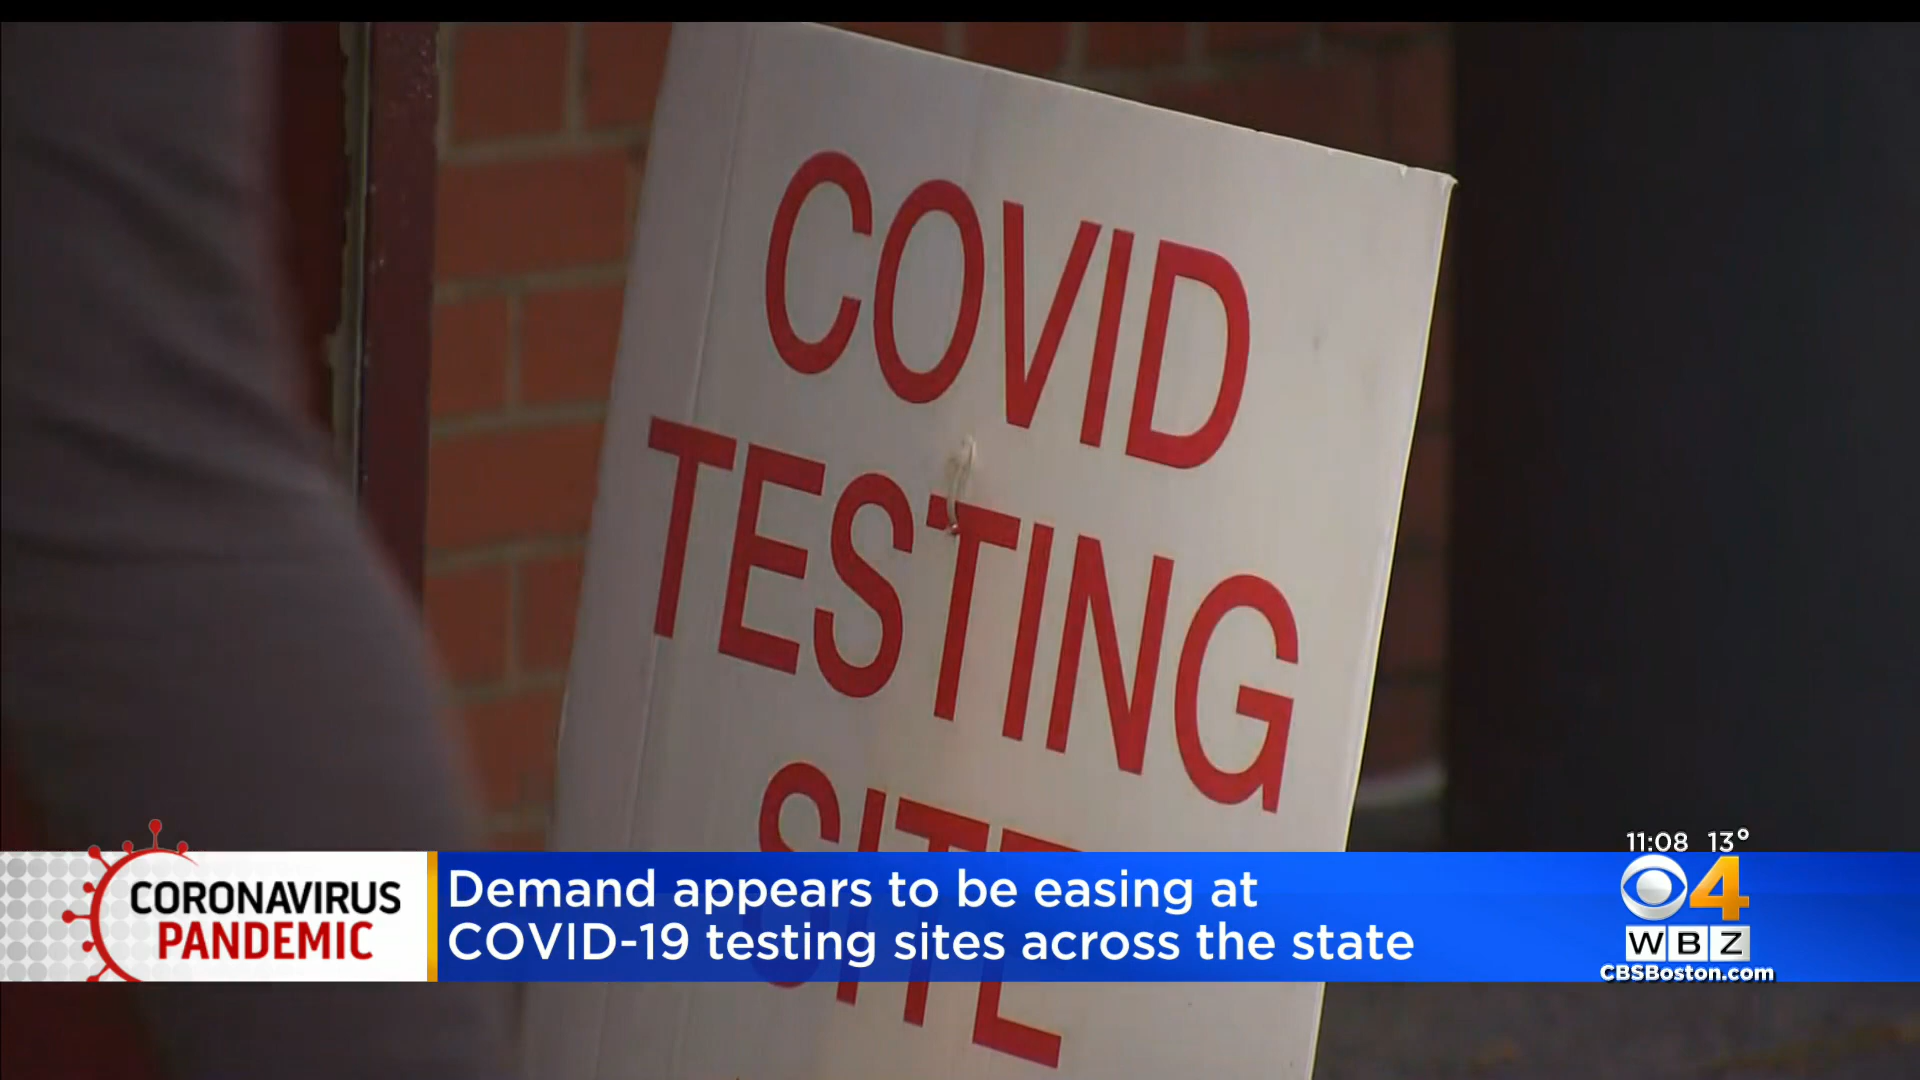 COVID
TESTING
SITE
11:08 13°
CORONAVIRUS
PANDEMIC
Demand appears to be easing at
COVID-19 testing sites across the state
4
WBZ
CBSBoston.com